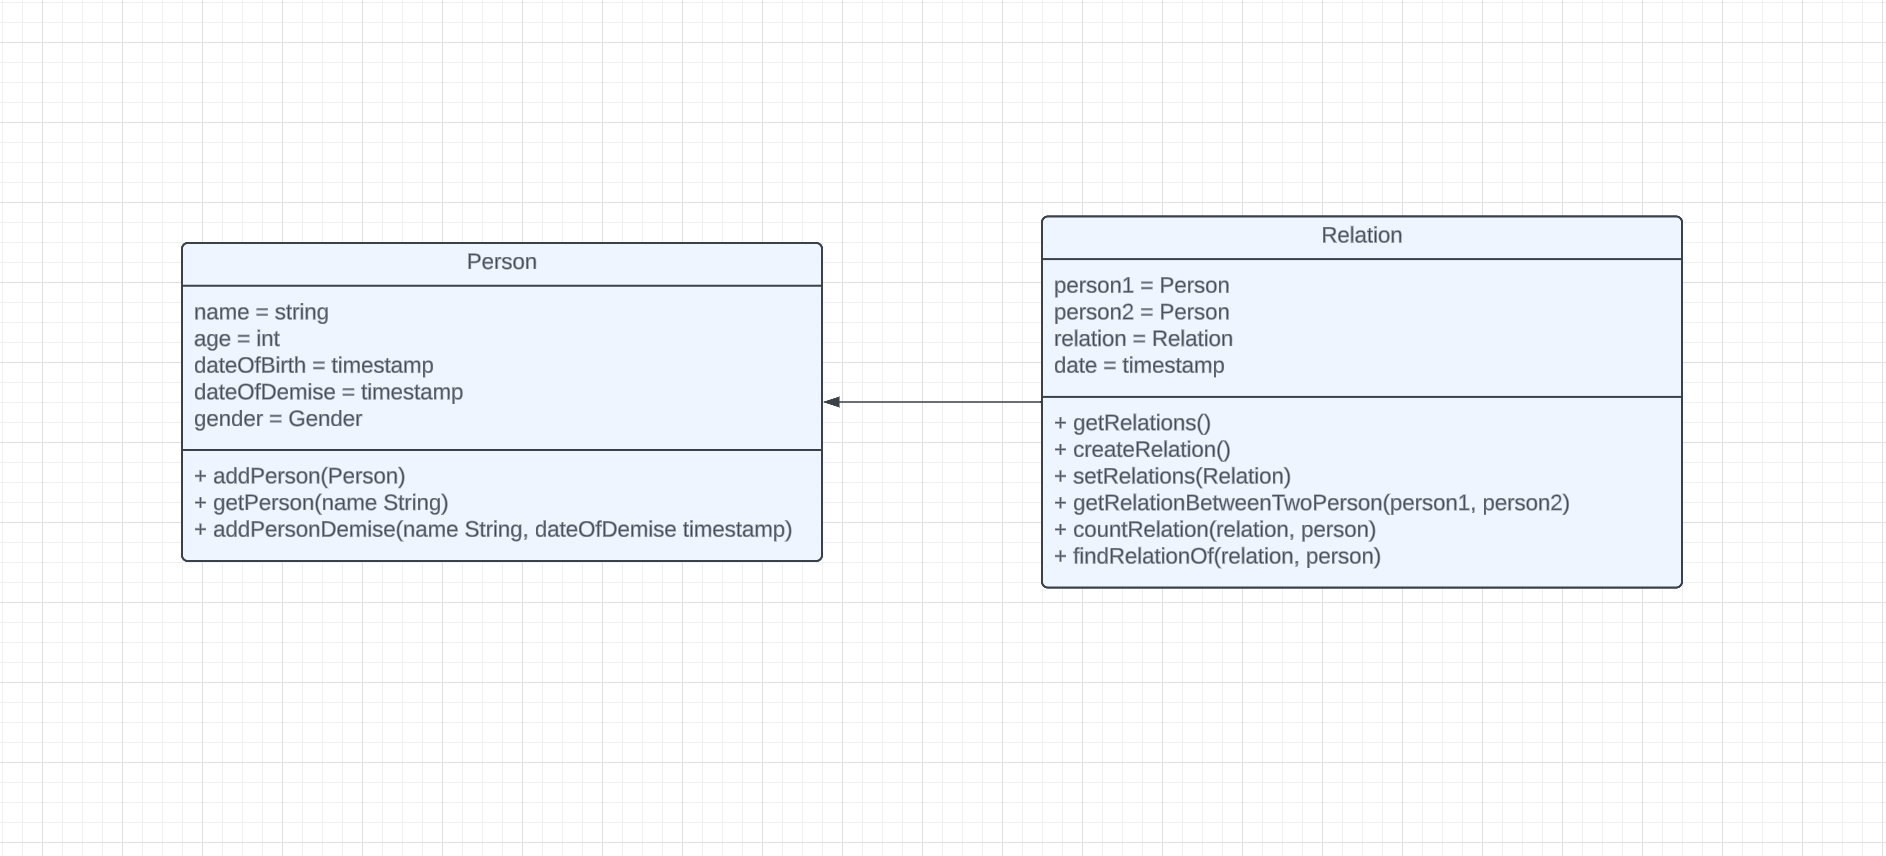 Person
name = string
age = int
dateOfBirth = timestamp
dateOfDemise = timestamp
gender = Gender
+ addPerson(Person)
+ getPerson(name String)
+ addPersonDemise(name String, dateOfDemise timestamp)
Relation
person1 = Person
person2 = Person
relation = Relation
date = timestamp
+ getRelations()
+ createRelation()
+ setRelations(Relation)
+ getRelationBetweenTwoPerson(person1, person2)
+ countRelation(relation, person)
+ findRelationOf(relation, person)